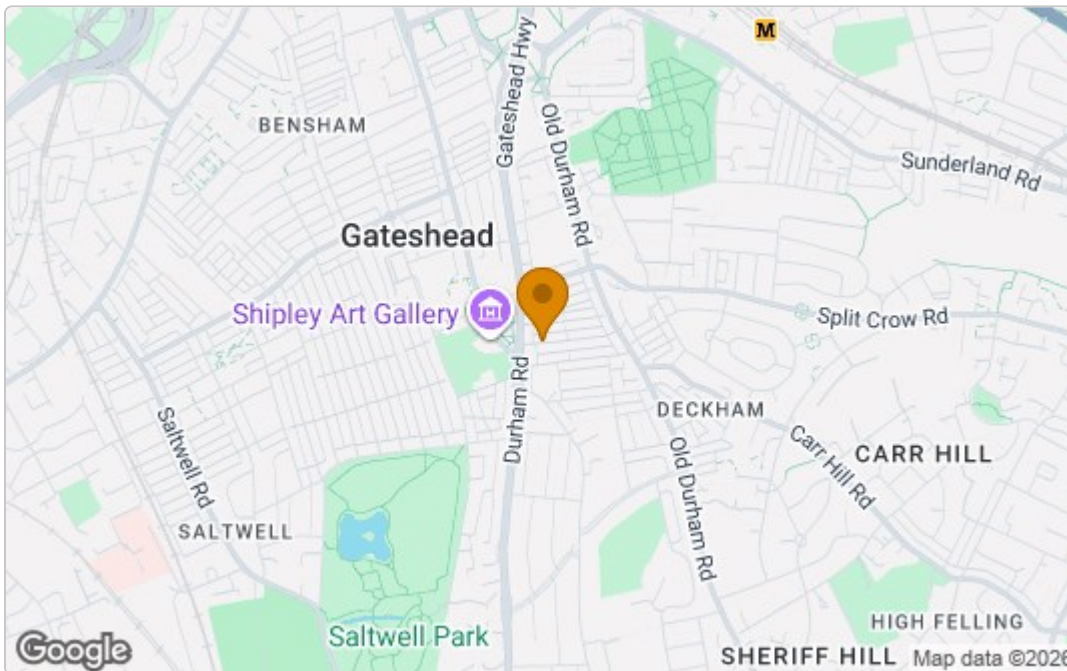 M
BENSHAM
Gateshead Hwy
Old Durham Rd
Sunderland Rd
Gateshead
Shipley Art Gallery
Split Crow Rd
Durham Rd
DECKHAM
Saltwell Rd
Carr Hill Rd
CARR HILL
Old Durham Rd
SALTWELL
HIGH FELLING
Saltwell Park
SHERIFF HILL
Google
Map data ©2026